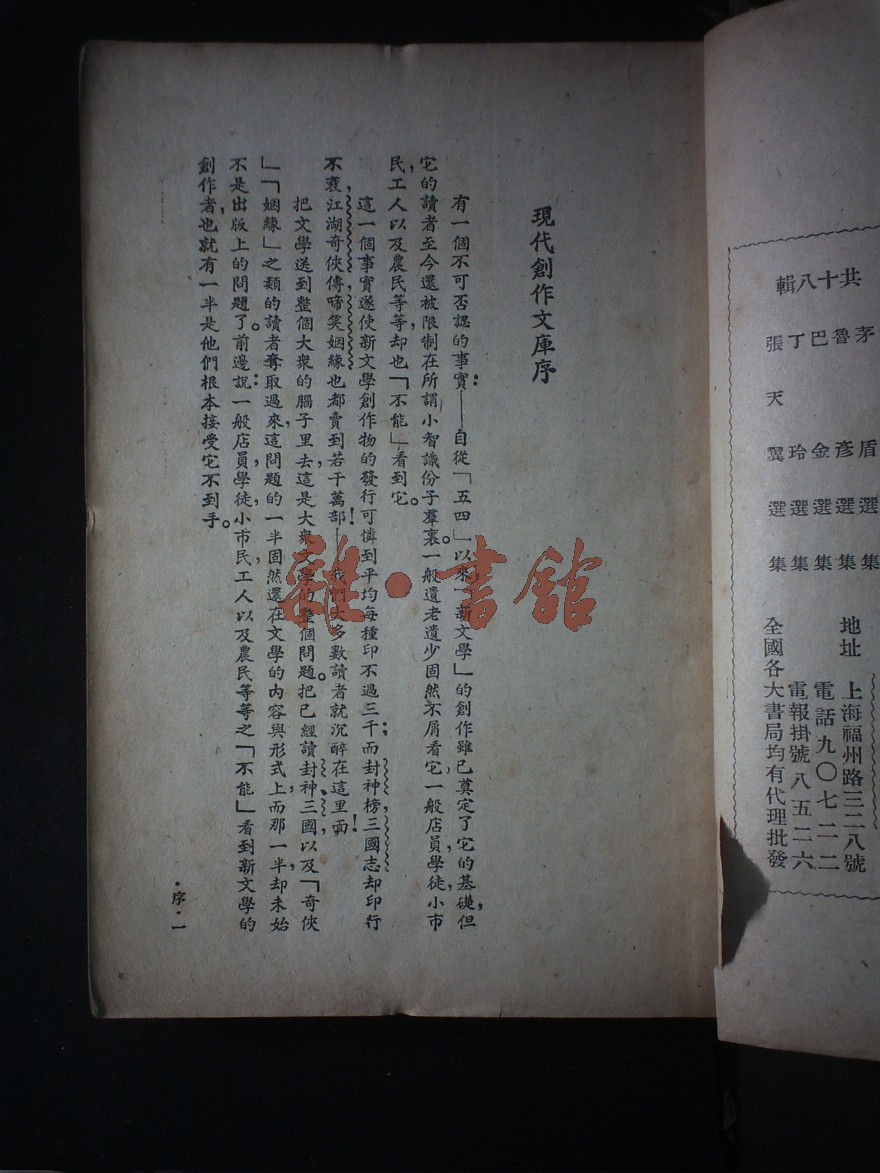 共十八輯
茅盾選集
魯彥選集
巴金選集
丁玲選集
張天翼選集
地址　上海福州路三二八號
電話九〇七二二
電報掛號八五二六
全國各大書局均有代理批發
現代創作文庫序
有一個不可否認的事實：——自從「五四」以來「新文學」的創作雖已奠定了它的基礎，但
它的讀者至今還被限制在所謂小智識份子羣裏。一般遺老遺少固然不屑看它，一般店員，學徒，小市
民，工人以及農民等等，却也「不能」看到它。
這一個事實遂使新文學創作物的發行可憐到平均每種印不過三千；而封神榜，三國志却印行
不衰，江湖奇俠傳，啼笑姻緣也都賣到若干萬部！——我們大多數讀者就沉醉在這里面！
把文學送到整個大衆的腦子里去，這是大衆文學的整個問題。把已經讀封神、三國，以及「奇俠
」「姻緣」之類的讀者奪取過來，這問題的一半固然還在文學的內容與形式上，而那一半却未始
不是出版上的問題了。前邊說：一般店員，學徒，小市民，工人以及農民等等之「不能」看到新文學的
創作者，也就有一半是他們根本接受它不到手。
·序·一
雜·書館